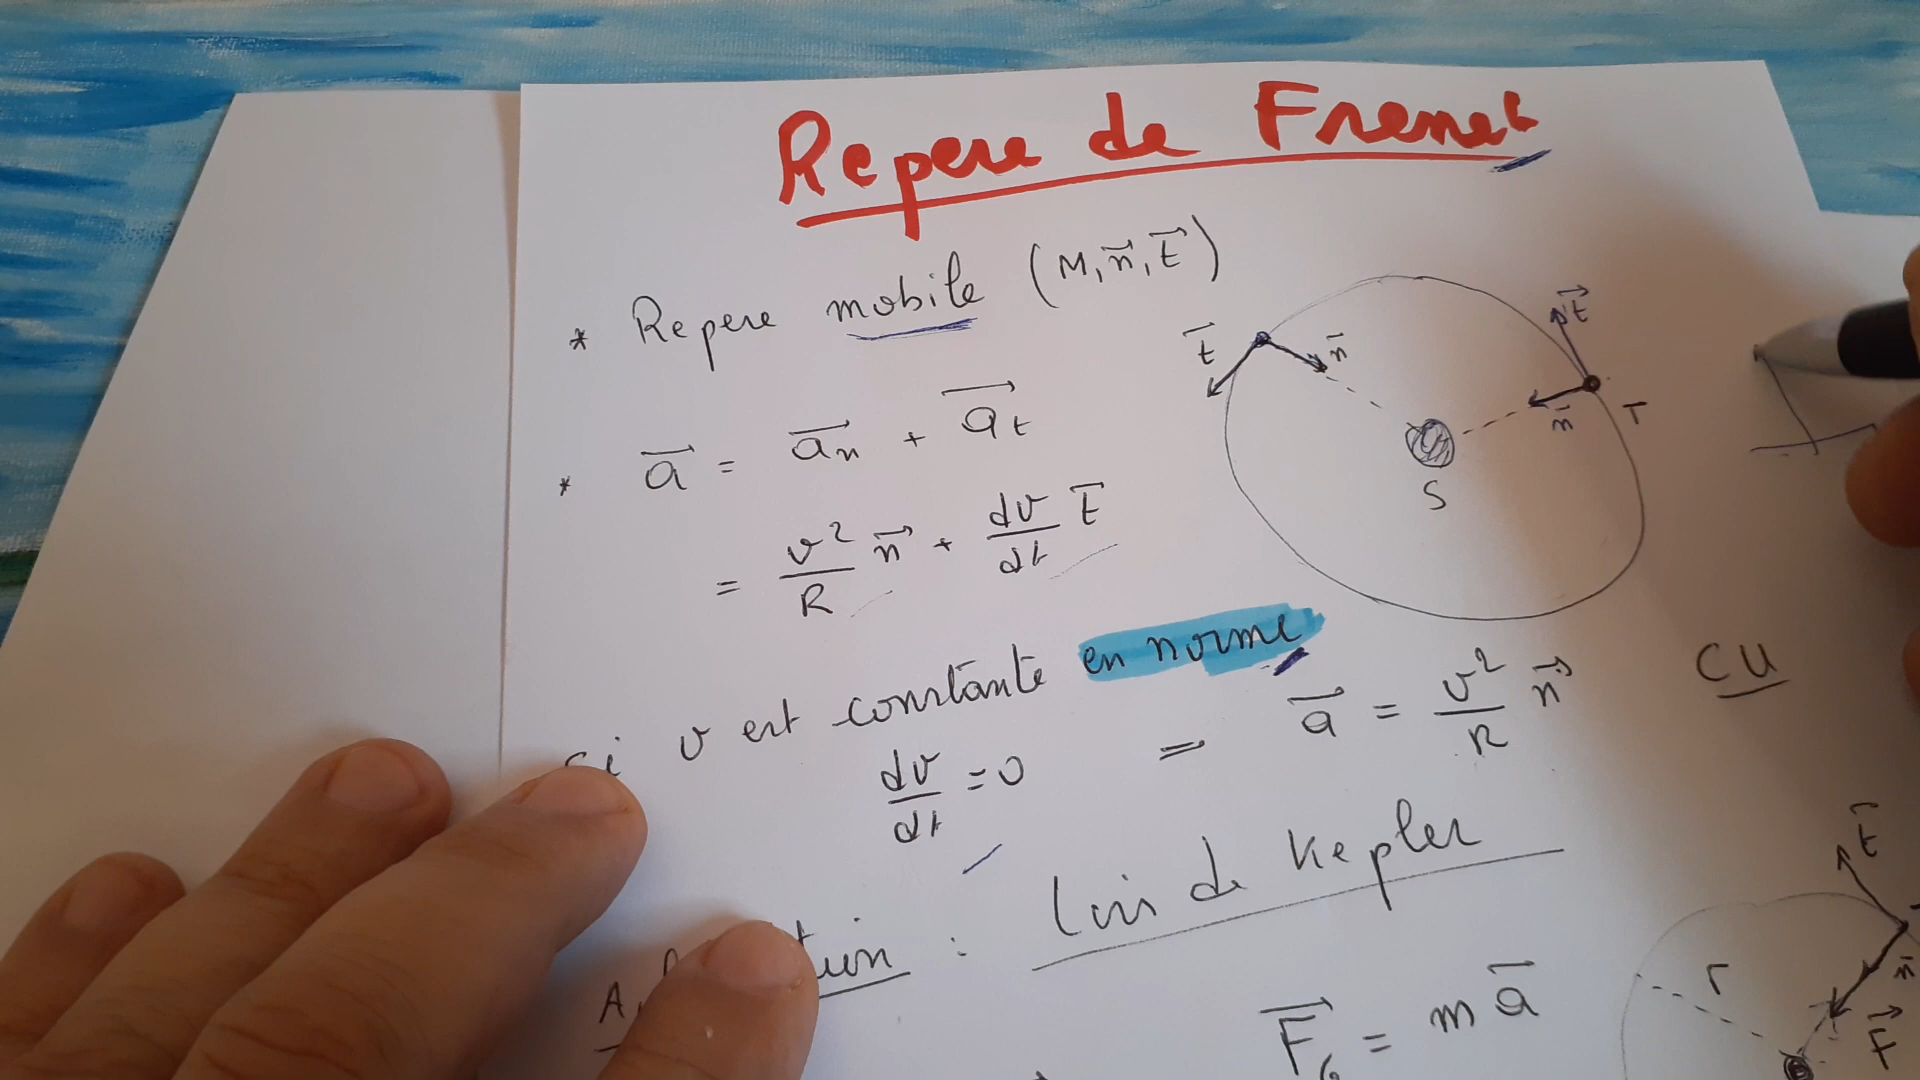 Repere de Frenet
* Repere mobile (M, n⃗, t⃗)
* a⃗ = a⃗n + a⃗t
= v²/R n⃗ + dv/dt t⃗
t⃗ n⃗ t⃗ n⃗ T
S
si v est constante en norme
dv/dt = 0 = a⃗ = v²/R n⃗ CU
: Lois de Kepler
F⃗G = m a⃗
t⃗ n⃗ r F⃗